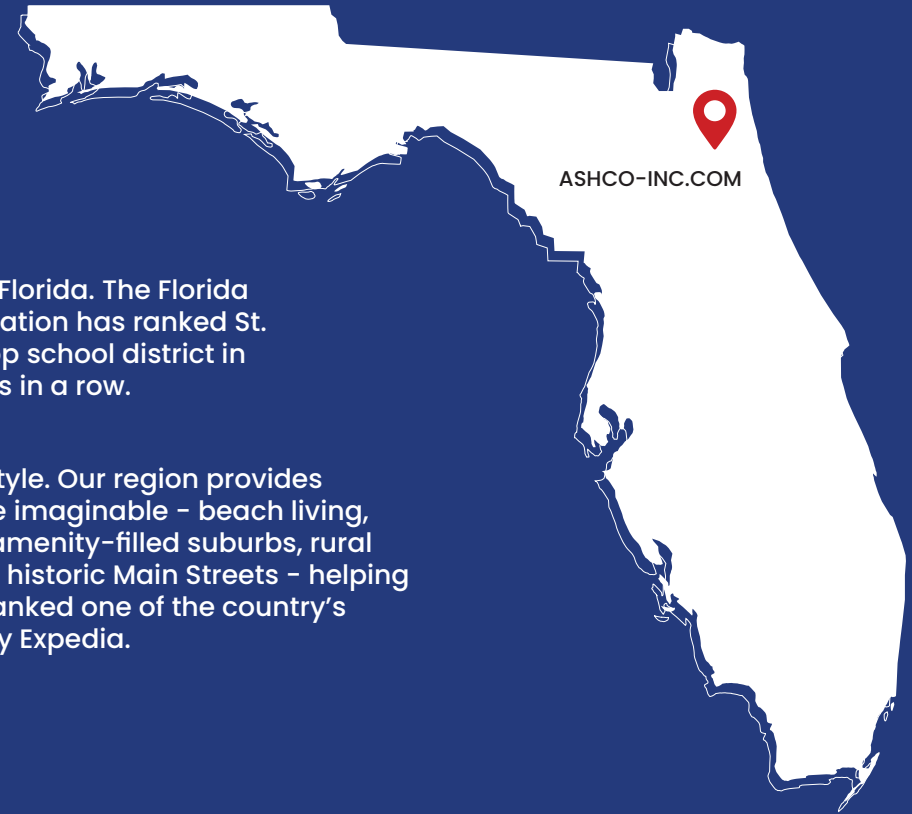 ASHCO-INC.COM
Florida. The Florida
ation has ranked St.
p school district in
s in a row.
tyle. Our region provides
e imaginable - beach living,
amenity-filled suburbs, rural
historic Main Streets - helping
anked one of the country’s
y Expedia.